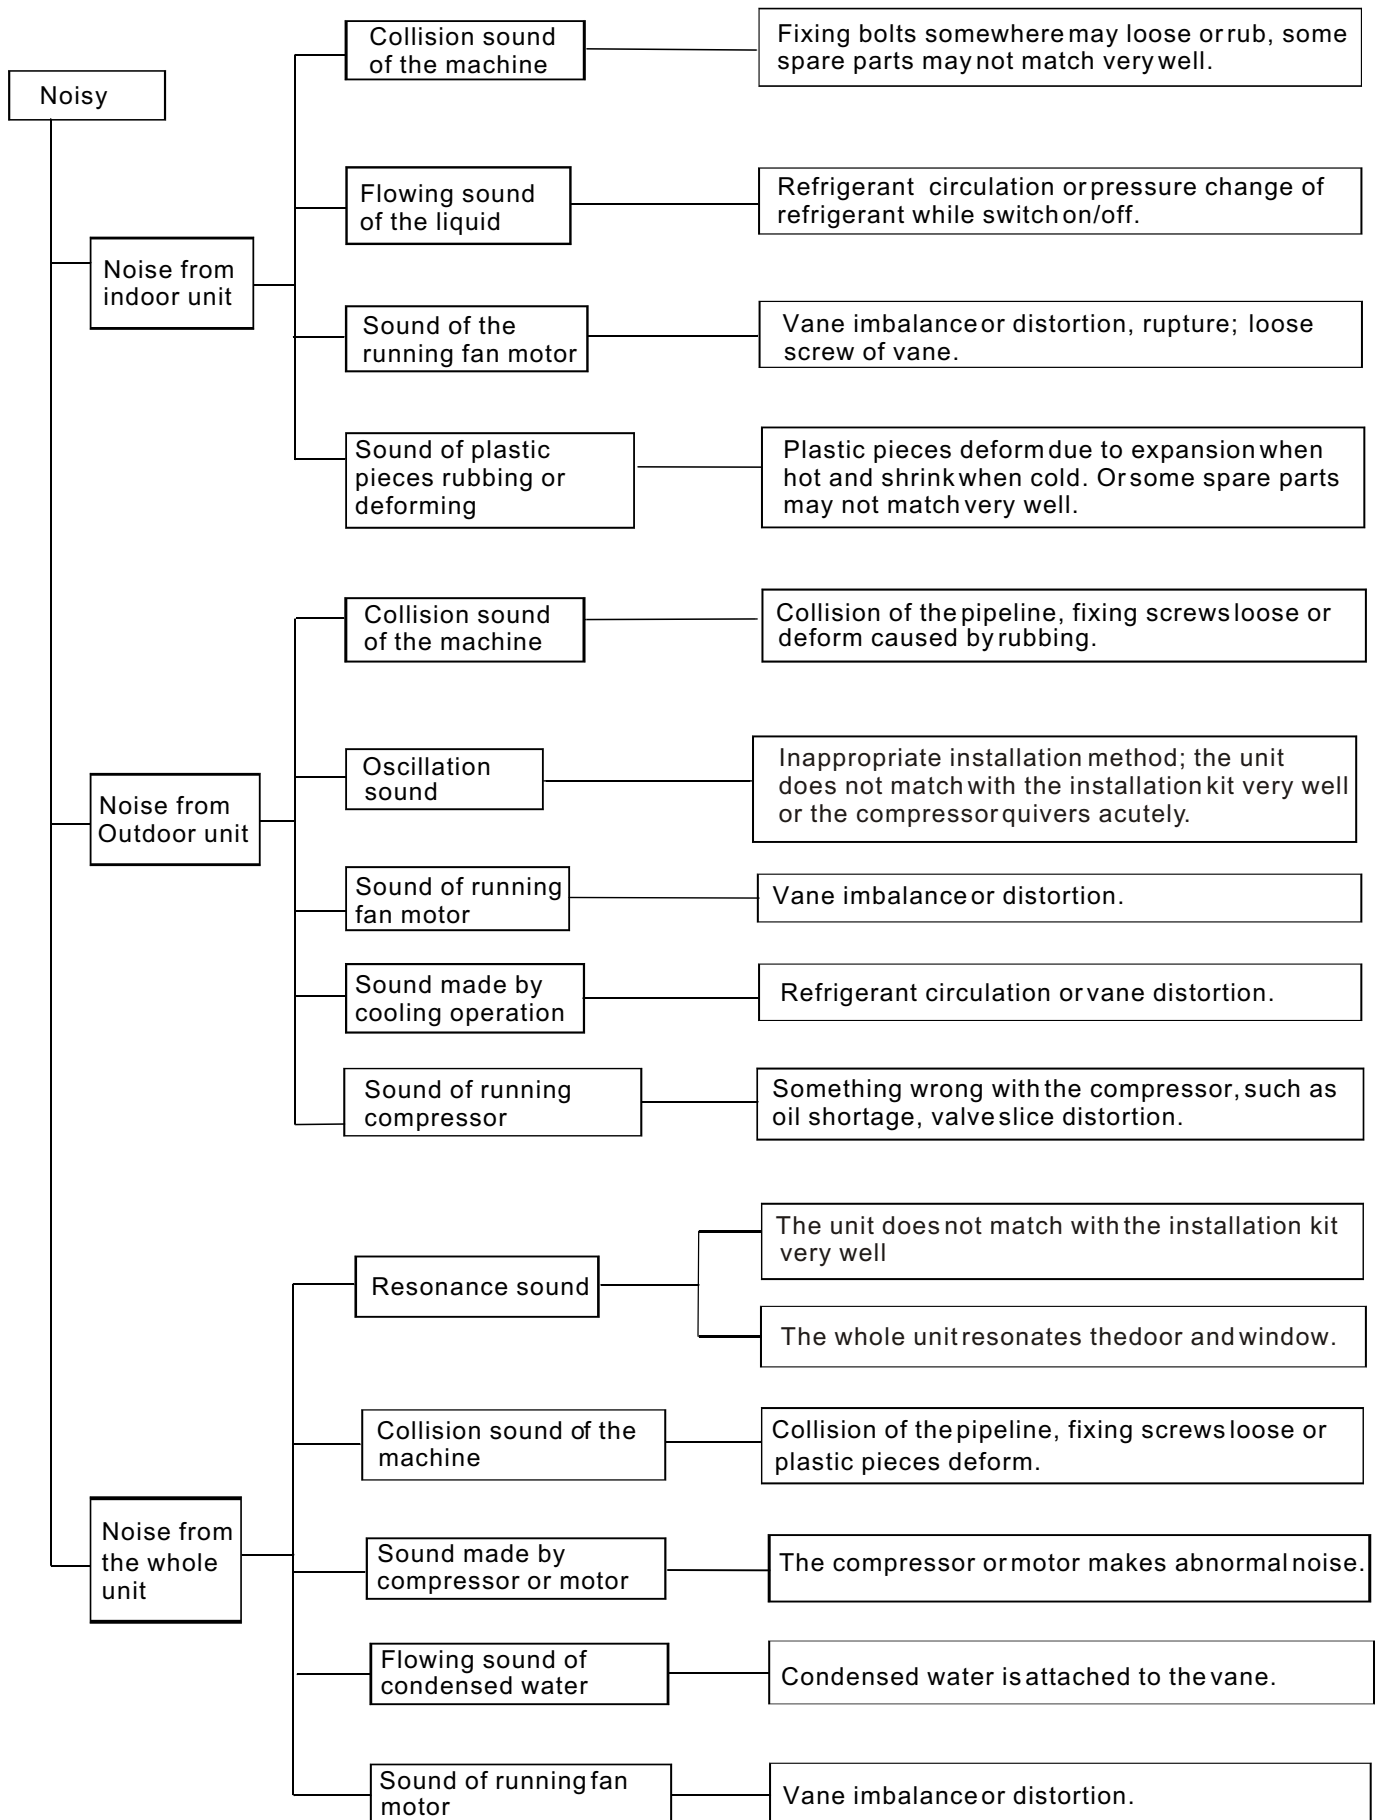 Noisy
Noise from
indoor unit
Collision sound
of the machine
Fixing bolts somewhere may loose or rub, some
spare parts may not match very well.
Flowing sound
of the liquid
Refrigerant circulation or pressure change of
refrigerant while switch on/off.
Sound of the
running fan motor
Vane imbalance or distortion, rupture; loose
screw of vane.
Sound of plastic
pieces rubbing or
deforming
Plastic pieces deform due to expansion when
hot and shrink when cold. Or some spare parts
may not match very well.
Noise from
Outdoor unit
Collision sound
of the machine
Collision of the pipeline, fixing screws loose or
deform caused by rubbing.
Oscillation
sound
Inappropriate installation method; the unit
does not match with the installation kit very well
or the compressor quivers acutely.
Sound of running
fan motor
Vane imbalance or distortion.
Sound made by
cooling operation
Refrigerant circulation or vane distortion.
Sound of running
compressor
Something wrong with the compressor, such as
oil shortage, valve slice distortion.
Noise from
the whole
unit
Resonance sound
The unit does not match with the installation kit
very well
The whole unit resonates the door and window.
Collision sound of the
machine
Collision of the pipeline, fixing screws loose or
plastic pieces deform.
Sound made by
compressor or motor
The compressor or motor makes abnormal noise.
Flowing sound of
condensed water
Condensed water is attached to the vane.
Sound of running fan
motor
Vane imbalance or distortion.